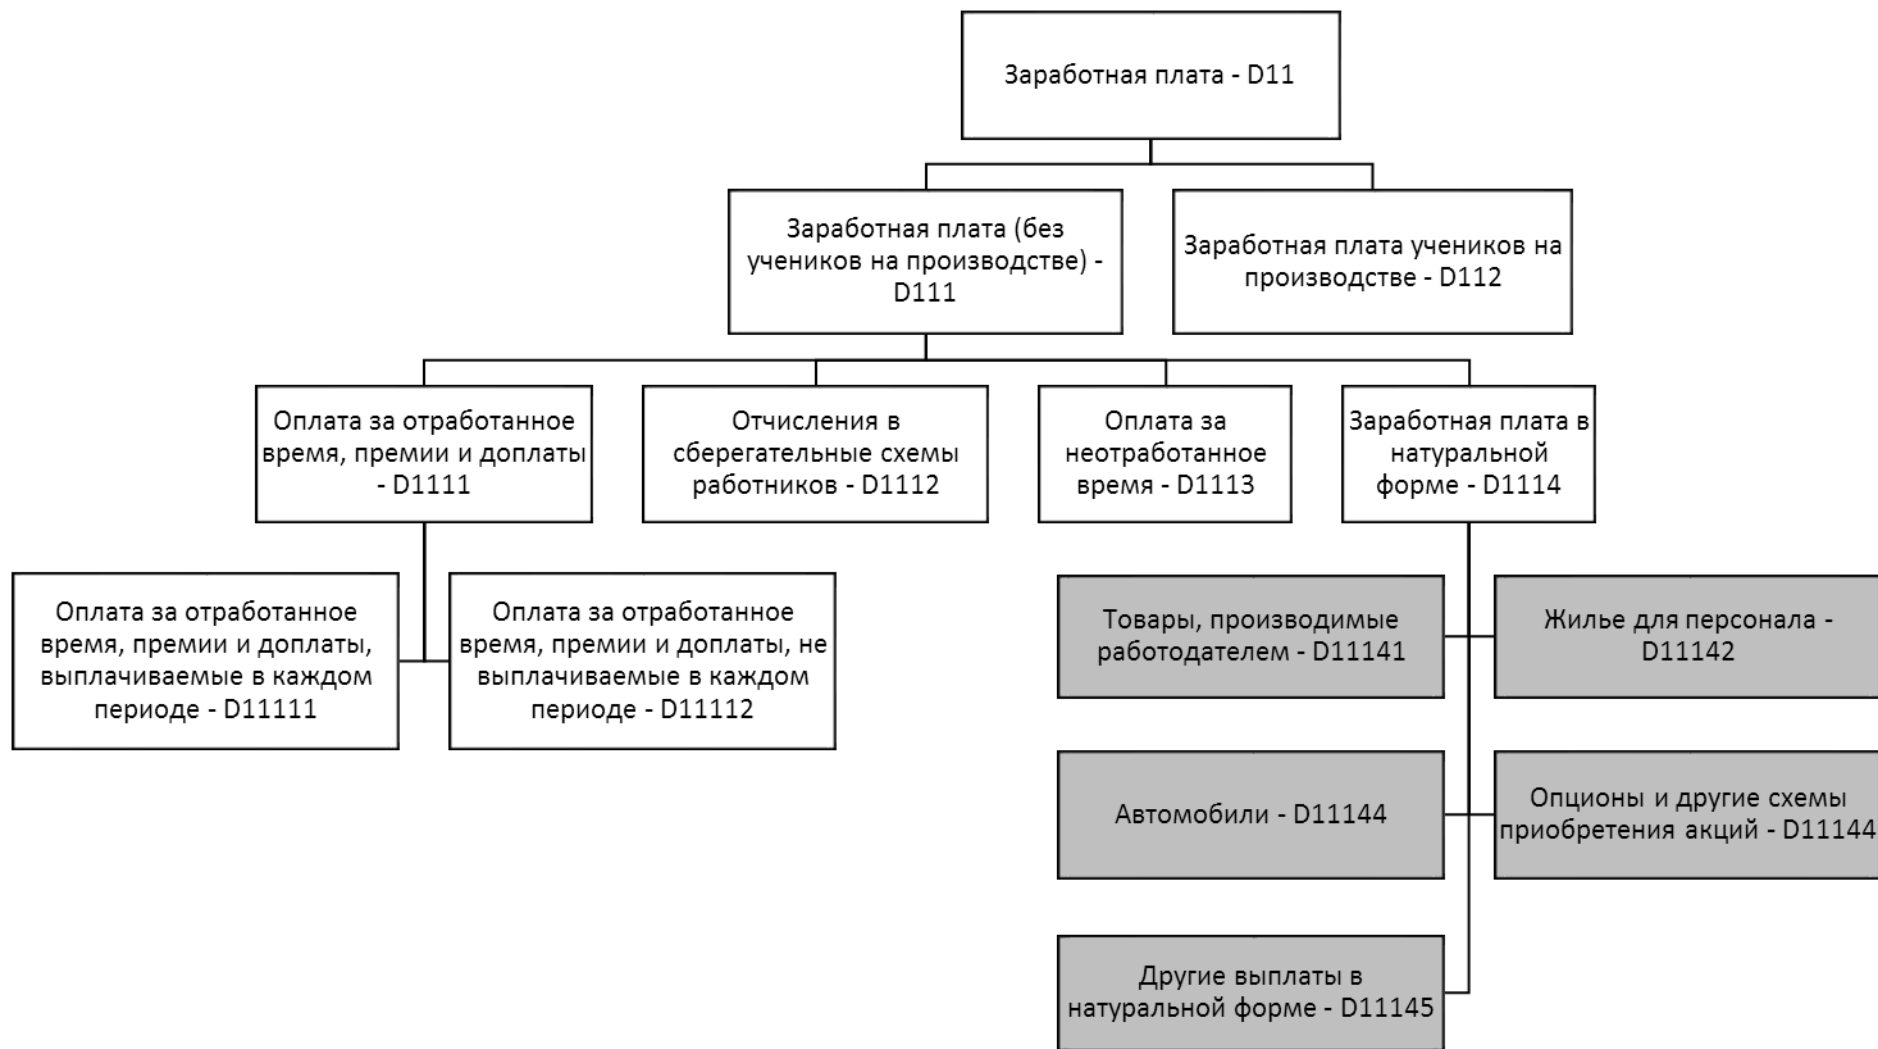 Заработная плата - D11
Заработная плата (без
учеников на производстве) -
D111
Заработная плата учеников на
производстве - D112
Оплата за отработанное
время, премии и доплаты
- D1111
Отчисления в
сберегательные схемы
работников - D1112
Оплата за
неотработанное
время - D1113
Заработная плата в
натуральной
форме - D1114
Оплата за отработанное
время, премии и доплаты,
выплачиваемые в каждом
периоде - D11111
Оплата за отработанное
время, премии и доплаты, не
выплачиваемые в каждом
периоде - D11112
Товары, производимые
работодателем - D11141
Жилье для персонала -
D11142
Автомобили - D11144
Опционы и другие схемы
приобретения акций - D11144
Другие выплаты в
натуральной форме - D11145